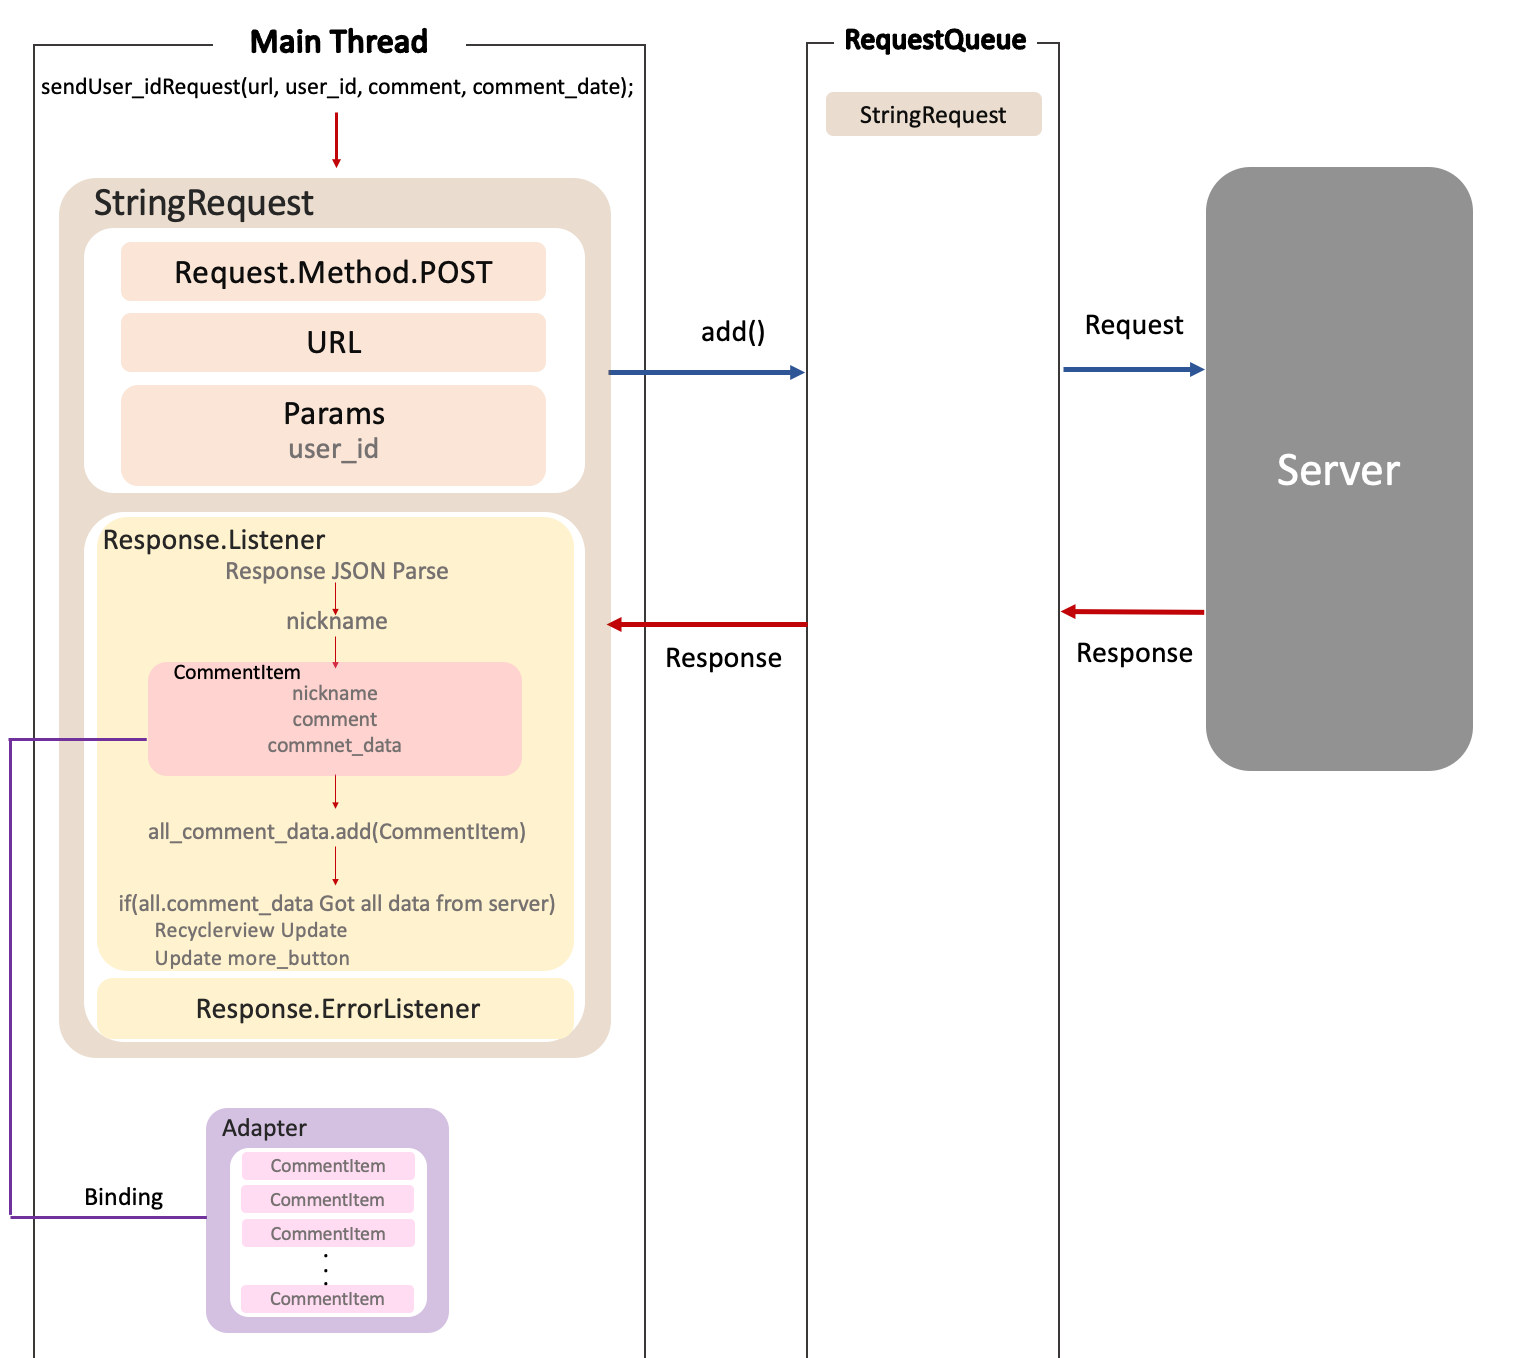 Main Thread
sendUser_idRequest(url, user_id, comment, comment_date);
StringRequest
Request.Method.POST
URL
Params
user_id
Response.Listener
Response JSON Parse
nickname
CommentItem
nickname
comment
commnet_data
all_comment_data.add(CommentItem)
if(all.comment_data Got all data from server)
Recyclerview Update
Update more_button
Response.ErrorListener
Adapter
CommentItem
CommentItem
CommentItem
CommentItem
Binding
add()
Response
RequestQueue
StringRequest
Request
Response
Server